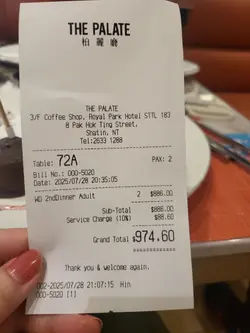 THE PALATE
柏麗廳
THE PALATE
3/F Coffee Shop, Royal Park Hotel STTL 183
8 Pak Hok Ting Street,
Shatin, NT
Tel:2633 1288
Table: 72A PAX: 2
Bill No.: 000-5020
Date: 2025/07/28 20:35:05
WD 2ndDinner Adult 2 $886.00
Sub-Total $886.00
Service Charge (10%) $88.60
Grand Total $974.60
Thank you & welcome again.
002-2025/07/28 21:07:15 Hin
000-5020 [1]